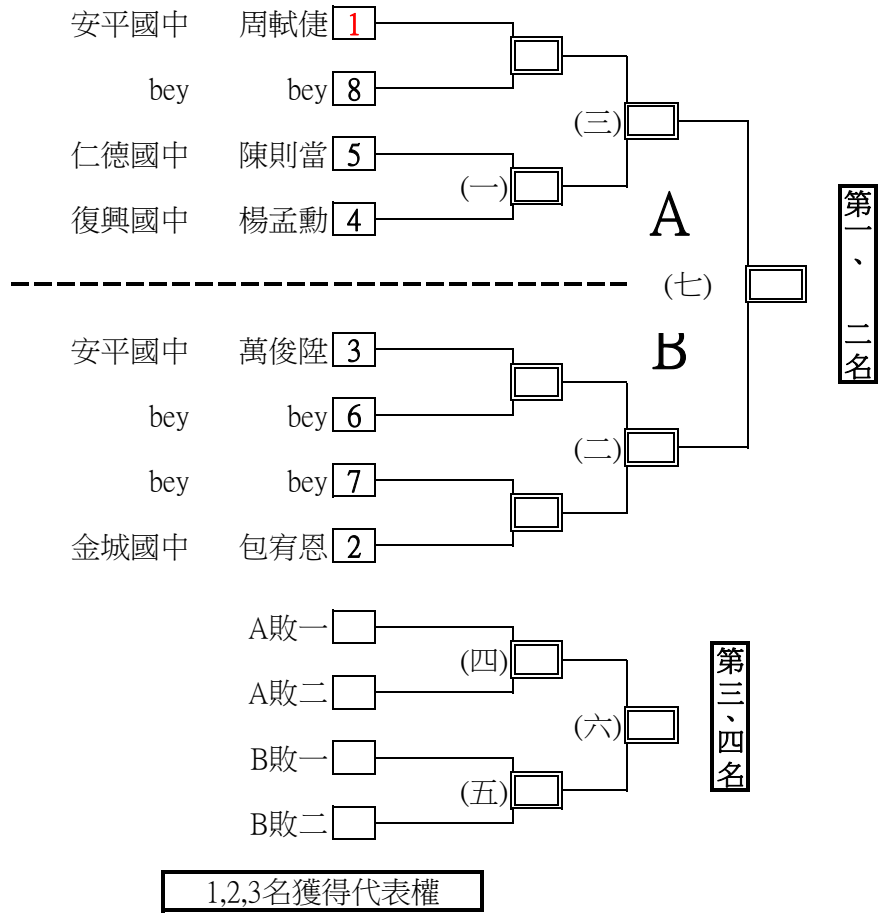 安平國中 周軾倢 1
bey bey 8
(三)
仁德國中 陳則當 5
(一)
復興國中 楊孟勳 4
A
第一、二名
(七)
安平國中 萬俊陞 3
B
bey bey 6
(二)
bey bey 7
金城國中 包宥恩 2
A敗一
(四)
A敗二
第三、四名
(六)
B敗一
(五)
B敗二
1,2,3名獲得代表權